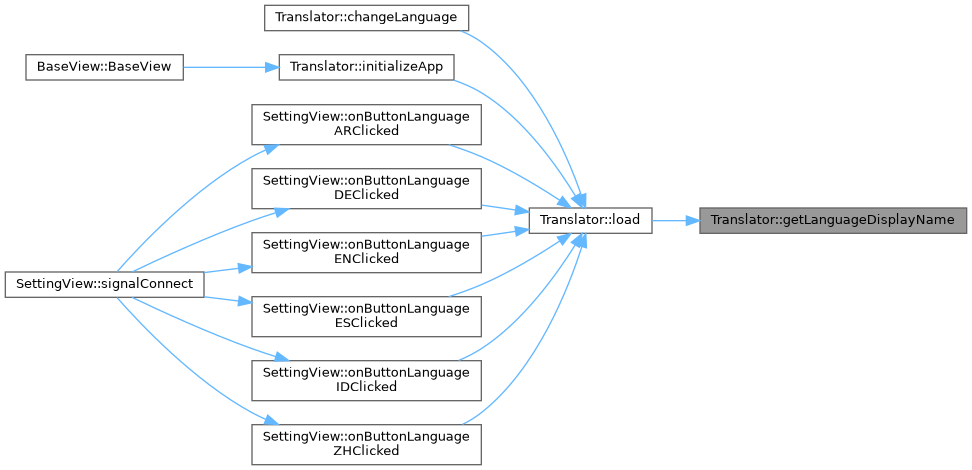 Translator::changeLanguage
BaseView::BaseView
Translator::initializeApp
SettingView::onButtonLanguage
ARClicked
SettingView::onButtonLanguage
DEClicked
Translator::load
Translator::getLanguageDisplayName
SettingView::onButtonLanguage
ENClicked
SettingView::signalConnect
SettingView::onButtonLanguage
ESClicked
SettingView::onButtonLanguage
IDClicked
SettingView::onButtonLanguage
ZHClicked